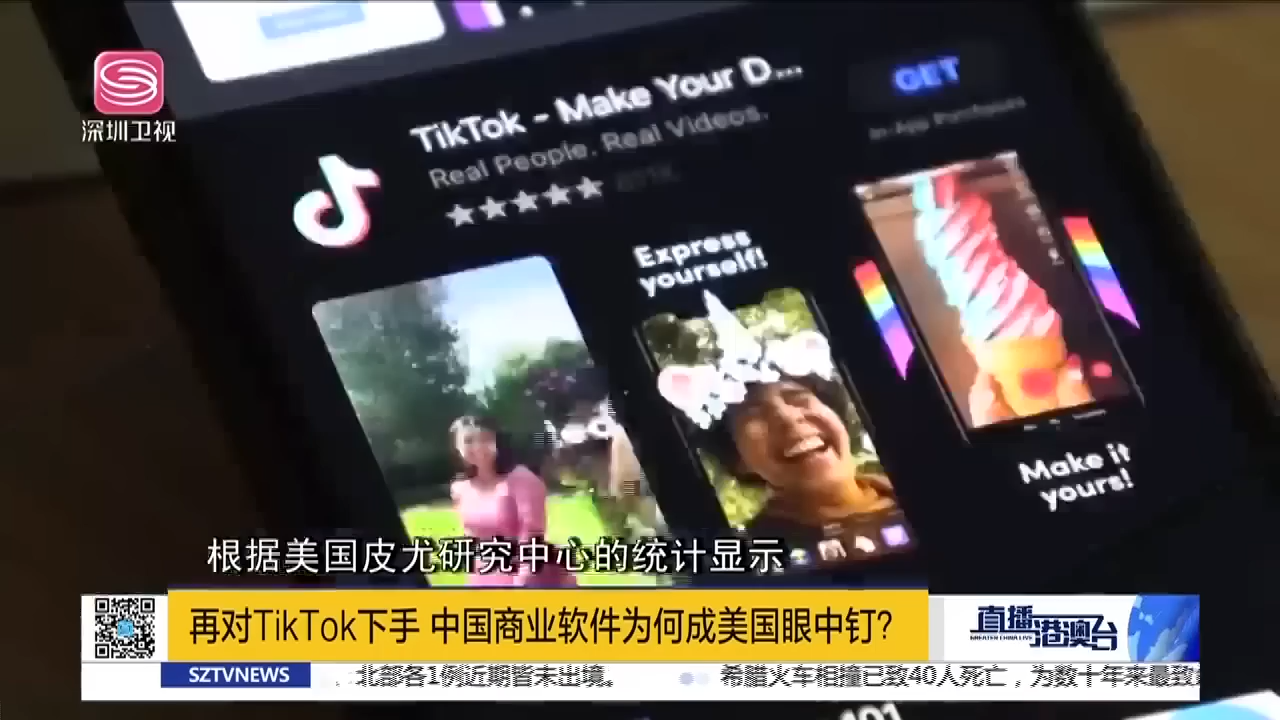 深圳卫视
TikTok - Make Your D...
GET
Real People. Real Videos.
In-App Purchases
Express
yourself!
Make it
yours!
根据美国皮尤研究中心的统计显示
再对TikTok下手 中国商业软件为何成美国眼中钉?
直播港澳台
GREATER CHINA LIVE
SZTVNEWS
北部各1例近期皆未出境。
希腊火车相撞已致40人死亡，为数十年来最致
101